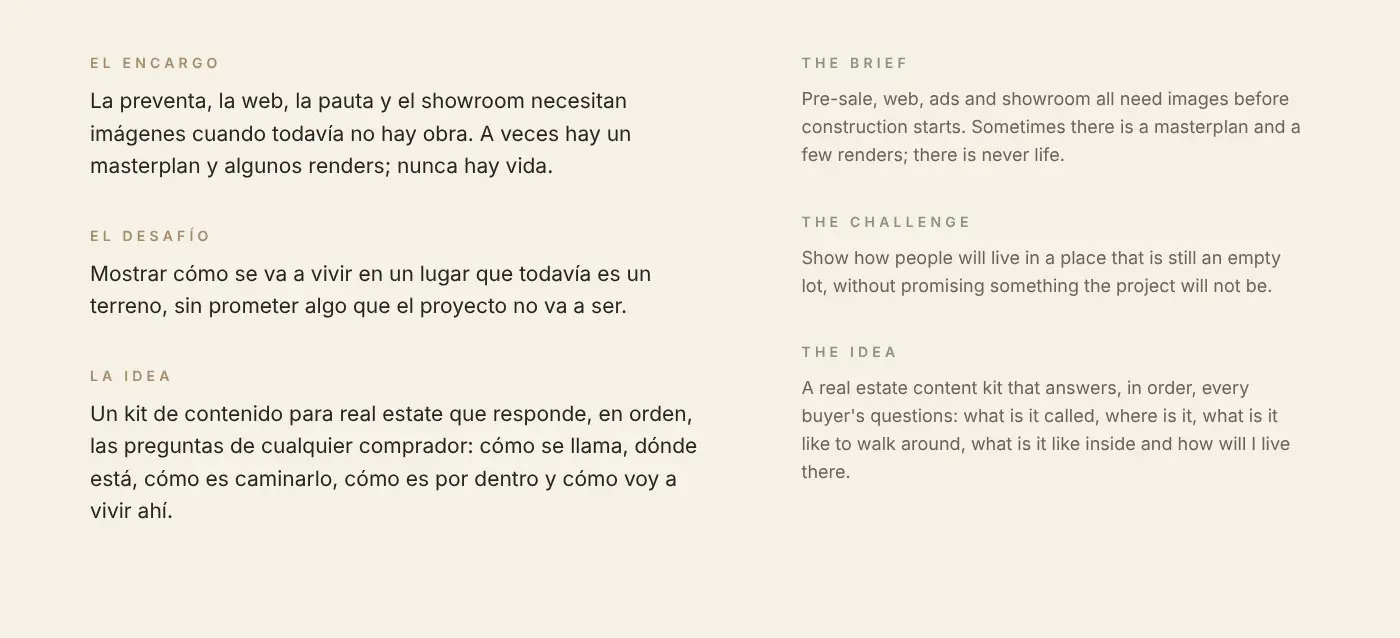 EL ENCARGO
La preventa, la web, la pauta y el showroom necesitan
imágenes cuando todavía no hay obra. A veces hay un
masterplan y algunos renders; nunca hay vida.
EL DESAFÍO
Mostrar cómo se va a vivir en un lugar que todavía es un
terreno, sin prometer algo que el proyecto no va a ser.
LA IDEA
Un kit de contenido para real estate que responde, en orden,
las preguntas de cualquier comprador: cómo se llama, dónde
está, cómo es caminarlo, cómo es por dentro y cómo voy a
vivir ahí.
THE BRIEF
Pre-sale, web, ads and showroom all need images before
construction starts. Sometimes there is a masterplan and a
few renders; there is never life.
THE CHALLENGE
Show how people will live in a place that is still an empty
lot, without promising something the project will not be.
THE IDEA
A real estate content kit that answers, in order, every
buyer's questions: what is it called, where is it, what is it
like to walk around, what is it like inside and how will I live
there.